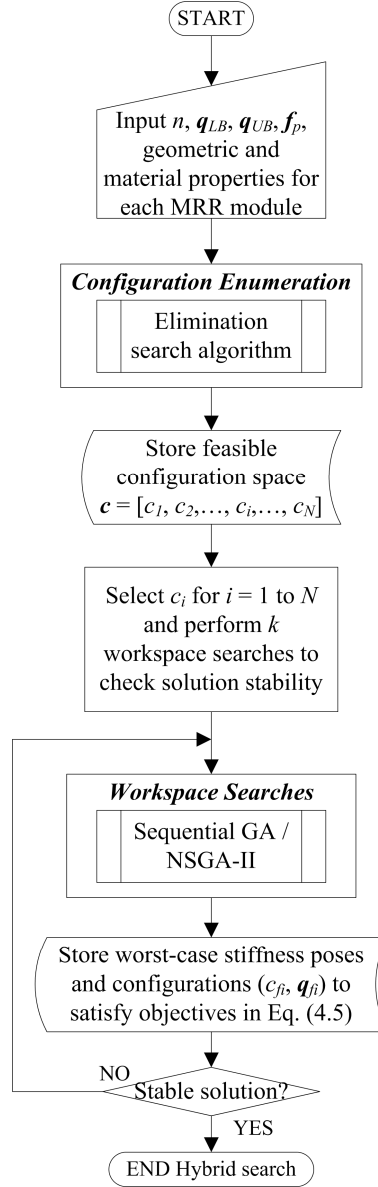 START
Input n, q_LB, q_UB, f_p,
geometric and
material properties for
each MRR module
Configuration Enumeration
Elimination
search algorithm
Store feasible
configuration space
c = [c_1, c_2,…, c_i,…, c_N]
Select c_i for i = 1 to N
and perform k
workspace searches to
check solution stability
Workspace Searches
Sequential GA /
NSGA-II
Store worst-case stiffness poses
and configurations (c_fi, q_fi) to
satisfy objectives in Eq. (4.5)
NO
Stable solution?
YES
END Hybrid search